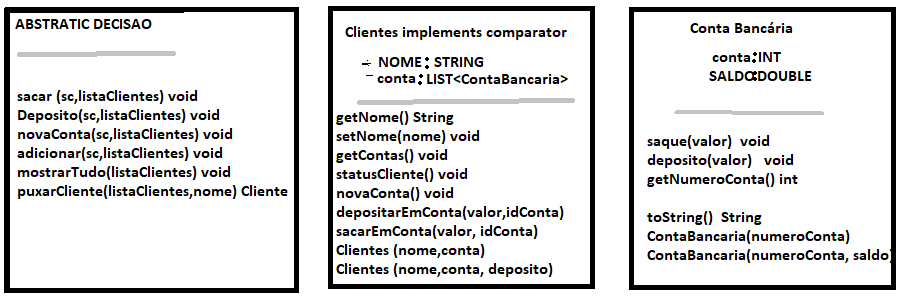 ABSTRATIC DECISAO
sacar (sc,listaClientes) void
Deposito(sc,listaClientes) void
novaConta(sc,listaClientes) void
adicionar(sc,listaClientes) void
mostrarTudo(listaClientes) void
puxarCliente(listaClientes,nome) Cliente
Clientes implements comparator
+ NOME: STRING
- conta: LIST<ContaBancaria>
getNome() String
setNome(nome) void
getContas() void
statusCliente() void
novaConta() void
depositarEmConta(valor,idConta)
sacarEmConta(valor, idConta)
Clientes (nome,conta)
Clientes (nome,conta, deposito)
Conta Bancária
conta:INT
SALDO:DOUBLE
saque(valor) void
deposito(valor) void
getNumeroConta() int
toString() String
ContaBancaria(numeroConta)
ContaBancaria(numeroConta, saldo)